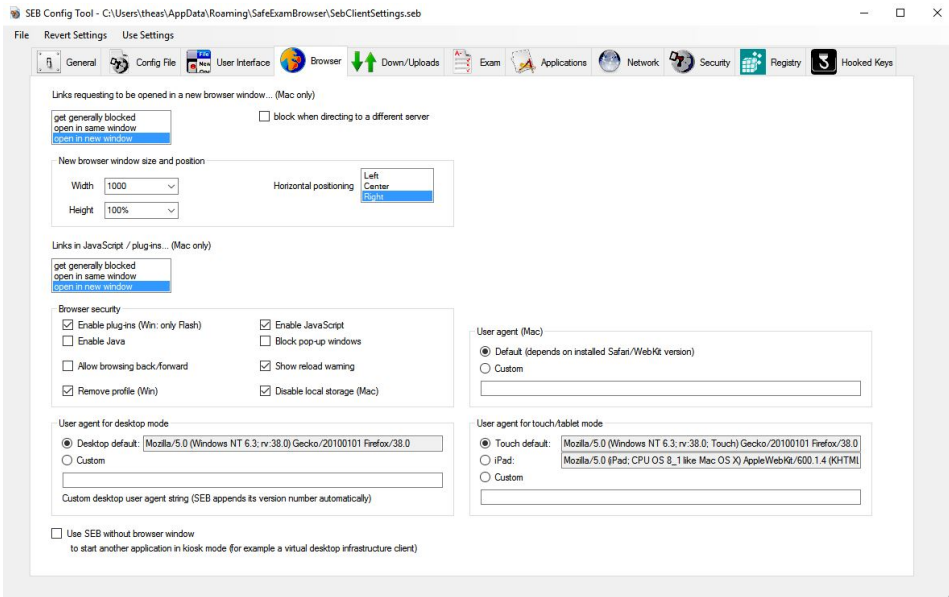 SEB Config Tool - C:\Users\theas\AppData\Roaming\SafeExamBrowser\SebClientSettings.seb
File Revert Settings Use Settings
General Config File User Interface Browser Down/Uploads Exam Applications Network Security Registry Hooked Keys
Links requesting to be opened in a new browser window... (Mac only)
get generally blocked
open in same window
open in new window
block when directing to a different server
New browser window size and position
Width 1000
Height 100%
Horizontal positioning
Left
Center
Right
Links in JavaScript / plug-ins... (Mac only)
get generally blocked
open in same window
open in new window
Browser security
Enable plug-ins (Win: only Flash) Enable JavaScript
Enable Java Block pop-up windows
Allow browsing back/forward Show reload warning
Remove profile (Win) Disable local storage (Mac)
User agent (Mac)
Default (depends on installed Safari/WebKit version)
Custom
User agent for desktop mode
Desktop default: Mozilla/5.0 (Windows NT 6.3; rv:38.0) Gecko/20100101 Firefox/38.0
Custom
Custom desktop user agent string (SEB appends its version number automatically)
User agent for touch/tablet mode
Touch default: Mozilla/5.0 (Windows NT 6.3; rv:38.0; Touch) Gecko/20100101 Firefox/38.0
iPad: Mozilla/5.0 (iPad; CPU OS 8_1 like Mac OS X) AppleWebKit/600.1.4 (KHTML
Custom
Use SEB without browser window
to start another application in kiosk mode (for example a virtual desktop infrastructure client)